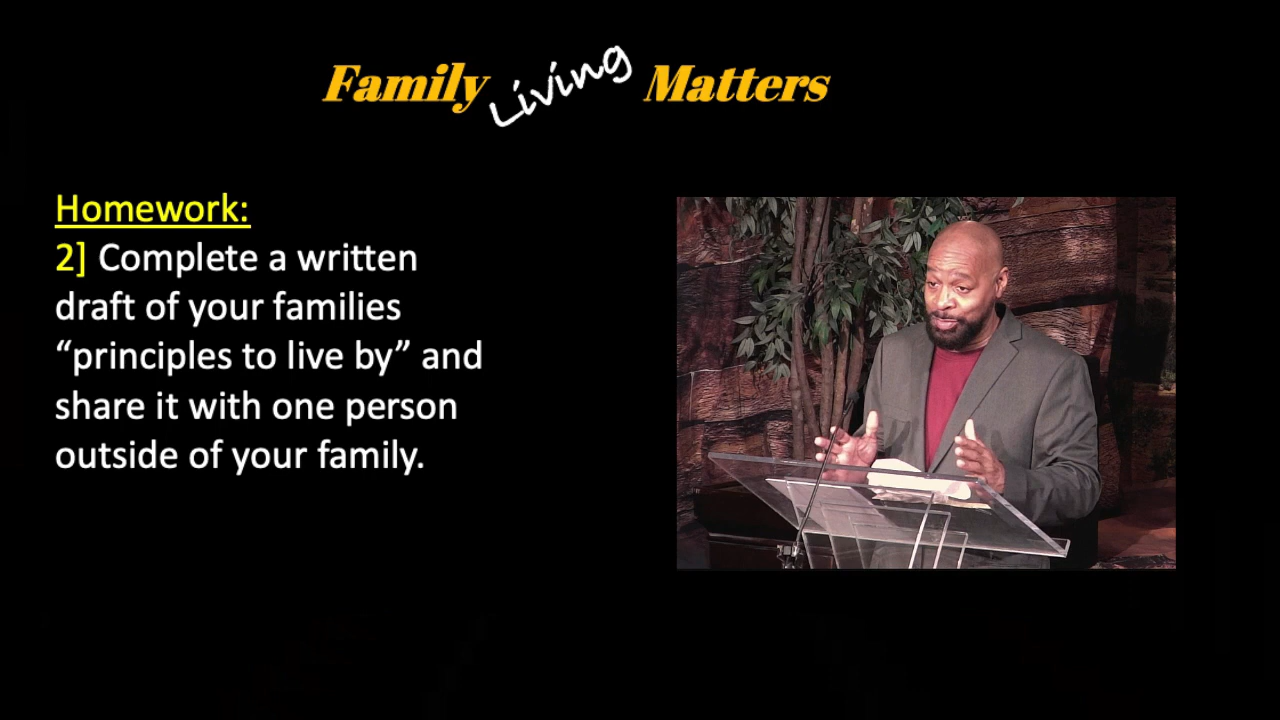 Family Living Matters
Homework:
2] Complete a written
draft of your families
“principles to live by” and
share it with one person
outside of your family.